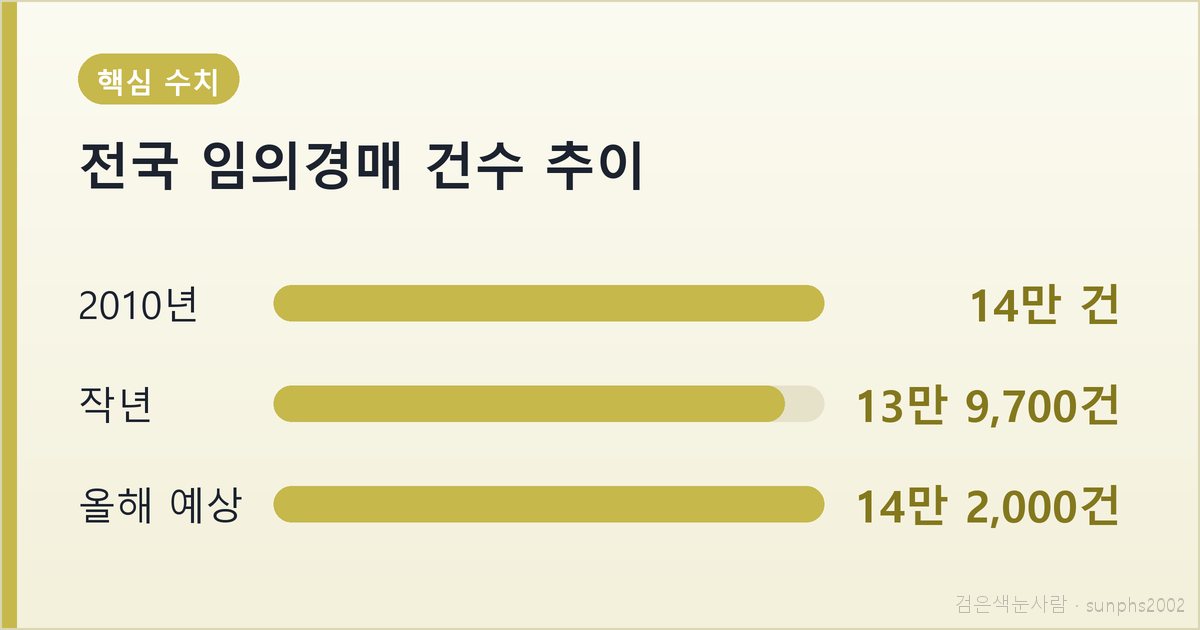 핵심 수치
전국 임의경매 건수 추이
2010년 14만 건
작년 13만 9,700건
올해 예상 14만 2,000건
검은색눈사람 · sunphs2002